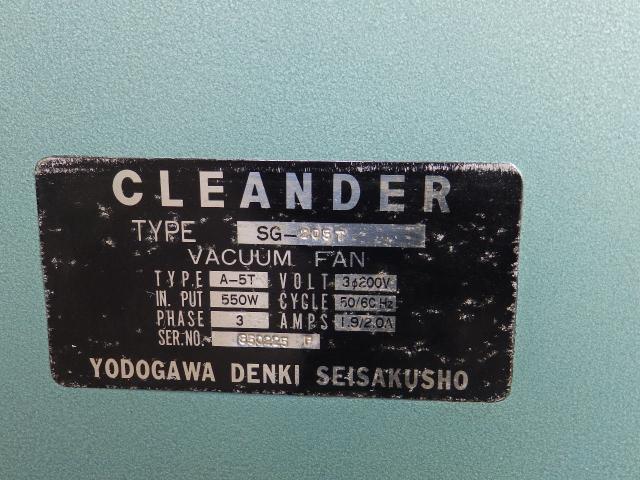 CLEANDER
TYPE SG-205T
VACUUM FAN
TYPE A-5T VOLT 3ϕ200V
IN. PUT 550W CYCLE 50/60Hz
PHASE 3 AMPS 1.9/2.0A
SER.NO.
YODOGAWA DENKI SEISAKUSHO